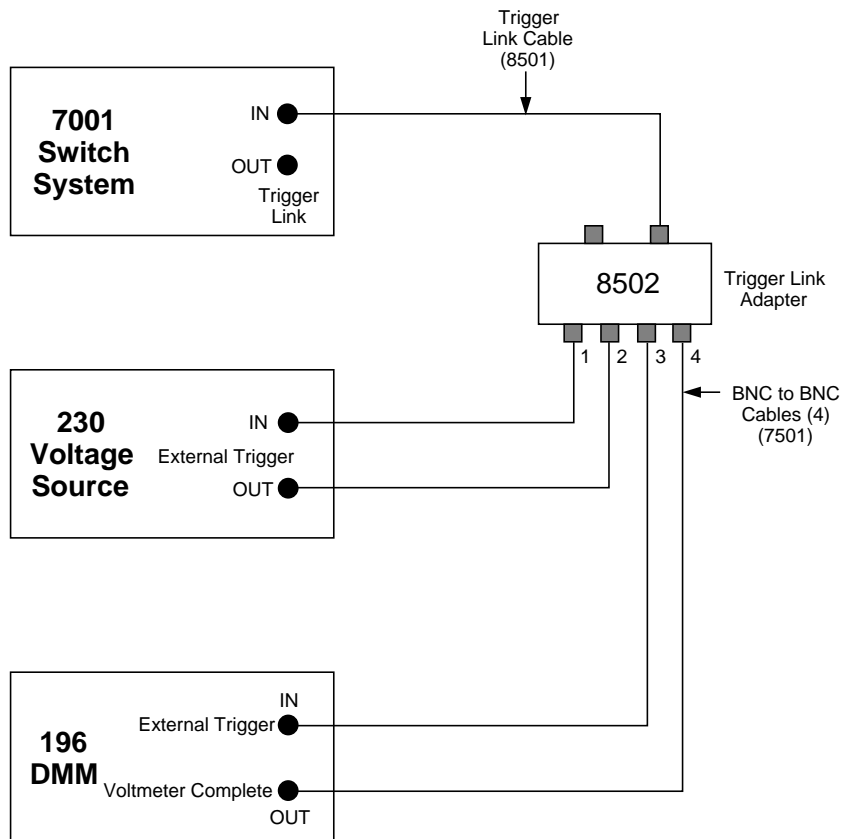 Trigger
Link Cable
(8501)
7001
Switch
System
IN
OUT
Trigger
Link
8502
Trigger Link
Adapter
1
2
3
4
BNC to BNC
Cables (4)
(7501)
230
Voltage
Source
IN
External Trigger
OUT
196
DMM
IN
External Trigger
Voltmeter Complete
OUT